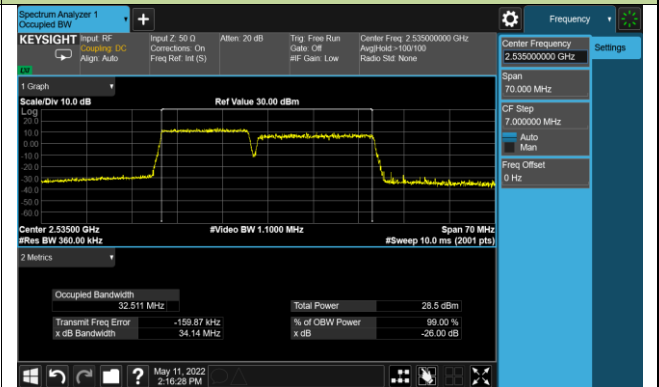 Spectrum Analyzer 1
Occupied BW
Frequency
KEYSIGHT
Input: RF
Coupling: DC
Align: Auto
Input Z: 50 Ω
Corrections: On
Freq Ref: Int (S)
Atten: 20 dB
Trig: Free Run
Gate: Off
#IF Gain: Low
Center Freq: 2.535000000 GHz
Avg|Hold:>100/100
Radio Std: None
Center Frequency
2.535000000 GHz
Settings
Span
70.000 MHz
CF Step
7.000000 MHz
Auto
Man
Freq Offset
0 Hz
1 Graph
Scale/Div 10.0 dB
Ref Value 30.00 dBm
Log
20.0
10.0
0.00
-10.0
-20.0
-30.0
-40.0
-50.0
-60.0
Center 2.53500 GHz
#Video BW 1.1000 MHz
Span 70 MHz
#Res BW 360.00 kHz
#Sweep 10.0 ms (2001 pts)
2 Metrics
Occupied Bandwidth
32.511 MHz
Total Power
28.5 dBm
Transmit Freq Error
-159.87 kHz
% of OBW Power
99.00 %
x dB Bandwidth
34.14 MHz
x dB
-26.00 dB
May 11, 2022
2:16:28 PM